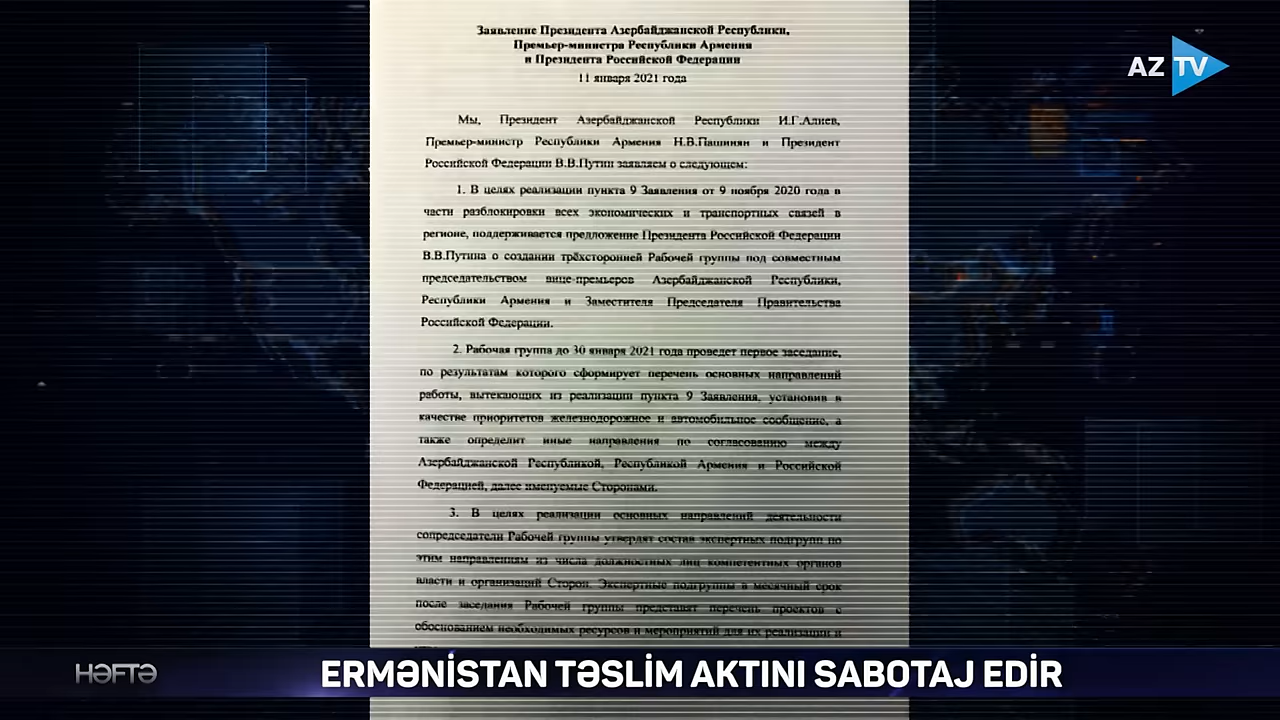 Заявление Президента Азербайджанской Республики,
Премьер-министра Республики Армения
и Президента Российской Федерации
11 января 2021 года
AZ TV
Мы, Президент Азербайджанской Республики И.Г.Алиев,
Премьер-министр Республики Армения Н.В.Пашинян и Президент
Российской Федерации В.В.Путин заявляем о следующем:
1. В целях реализации пункта 9 Заявления от 9 ноября 2020 года в
части разблокировки всех экономических и транспортных связей в
регионе, поддерживается предложение Президента Российской Федерации
В.В.Путина о создании трёхсторонней Рабочей группы под совместным
председательством вице-премьеров Азербайджанской Республики,
Республики Армения и Заместителя Председателя Правительства
Российской Федерации.
2. Рабочая группа до 30 января 2021 года проведет первое заседание,
по результатам которого сформирует перечень основных направлений
работы, вытекающих из реализации пункта 9 Заявления, установив в
качестве приоритетов железнодорожное и автомобильное сообщение, а
также определит иные направления по согласованию между
Азербайджанской Республикой, Республикой Армения и Российской
Федерацией, далее именуемые Сторонами.
3. В целях реализации основных направлений деятельности
сопредседатели Рабочей группы утвердят состав экспертных подгрупп по
этим направлениям из числа должностных лиц компетентных органов
власти и организаций Сторон. Экспертные подгруппы в месячный срок
после заседания Рабочей группы представят перечень проектов с
обоснованием необходимых ресурсов и мероприятий для их реализации и
HƏFTƏ
ERMƏNİSTAN TƏSLİM AKTINI SABOTAJ EDİR